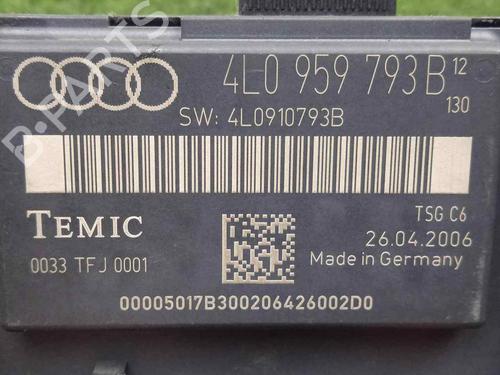 4L0 959 793B 12
130
SW: 4L0910793B
TEMIC
TSG C6
26.04.2006
0033 TFJ 0001
Made in Germany
00005017B300206426002D0
B-PARTS